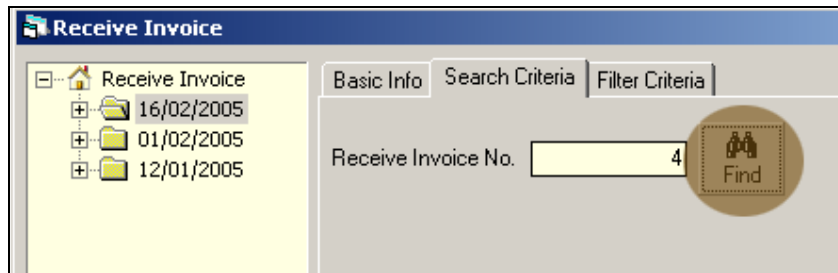 Receive Invoice
Receive Invoice
16/02/2005
01/02/2005
12/01/2005
Basic Info Search Criteria Filter Criteria
Receive Invoice No. 4 Find